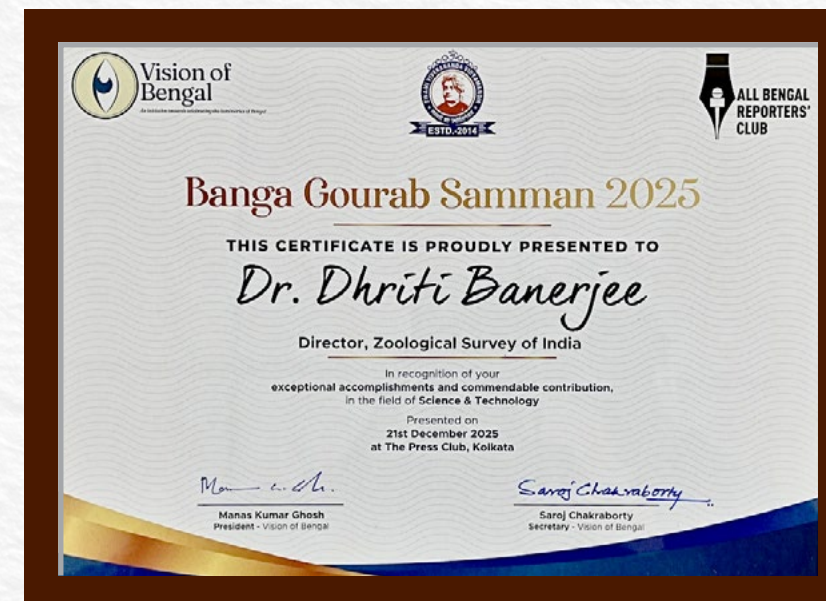 Vision of
Bengal
ESTD.-2014
ALL BENGAL
REPORTERS'
CLUB
Banga Gourab Samman 2025
THIS CERTIFICATE IS PROUDLY PRESENTED TO
Dr. Dhriti Banerjee
Director, Zoological Survey of India
In recognition of your
exceptional accomplishments and commendable contribution,
in the field of Science & Technology
Presented on
21st December 2025
at The Press Club, Kolkata
Saroj Chakraborty
Manas Kumar Ghosh
President - Vision of Bengal
Saroj Chakraborty
Secretary - Vision of Bengal